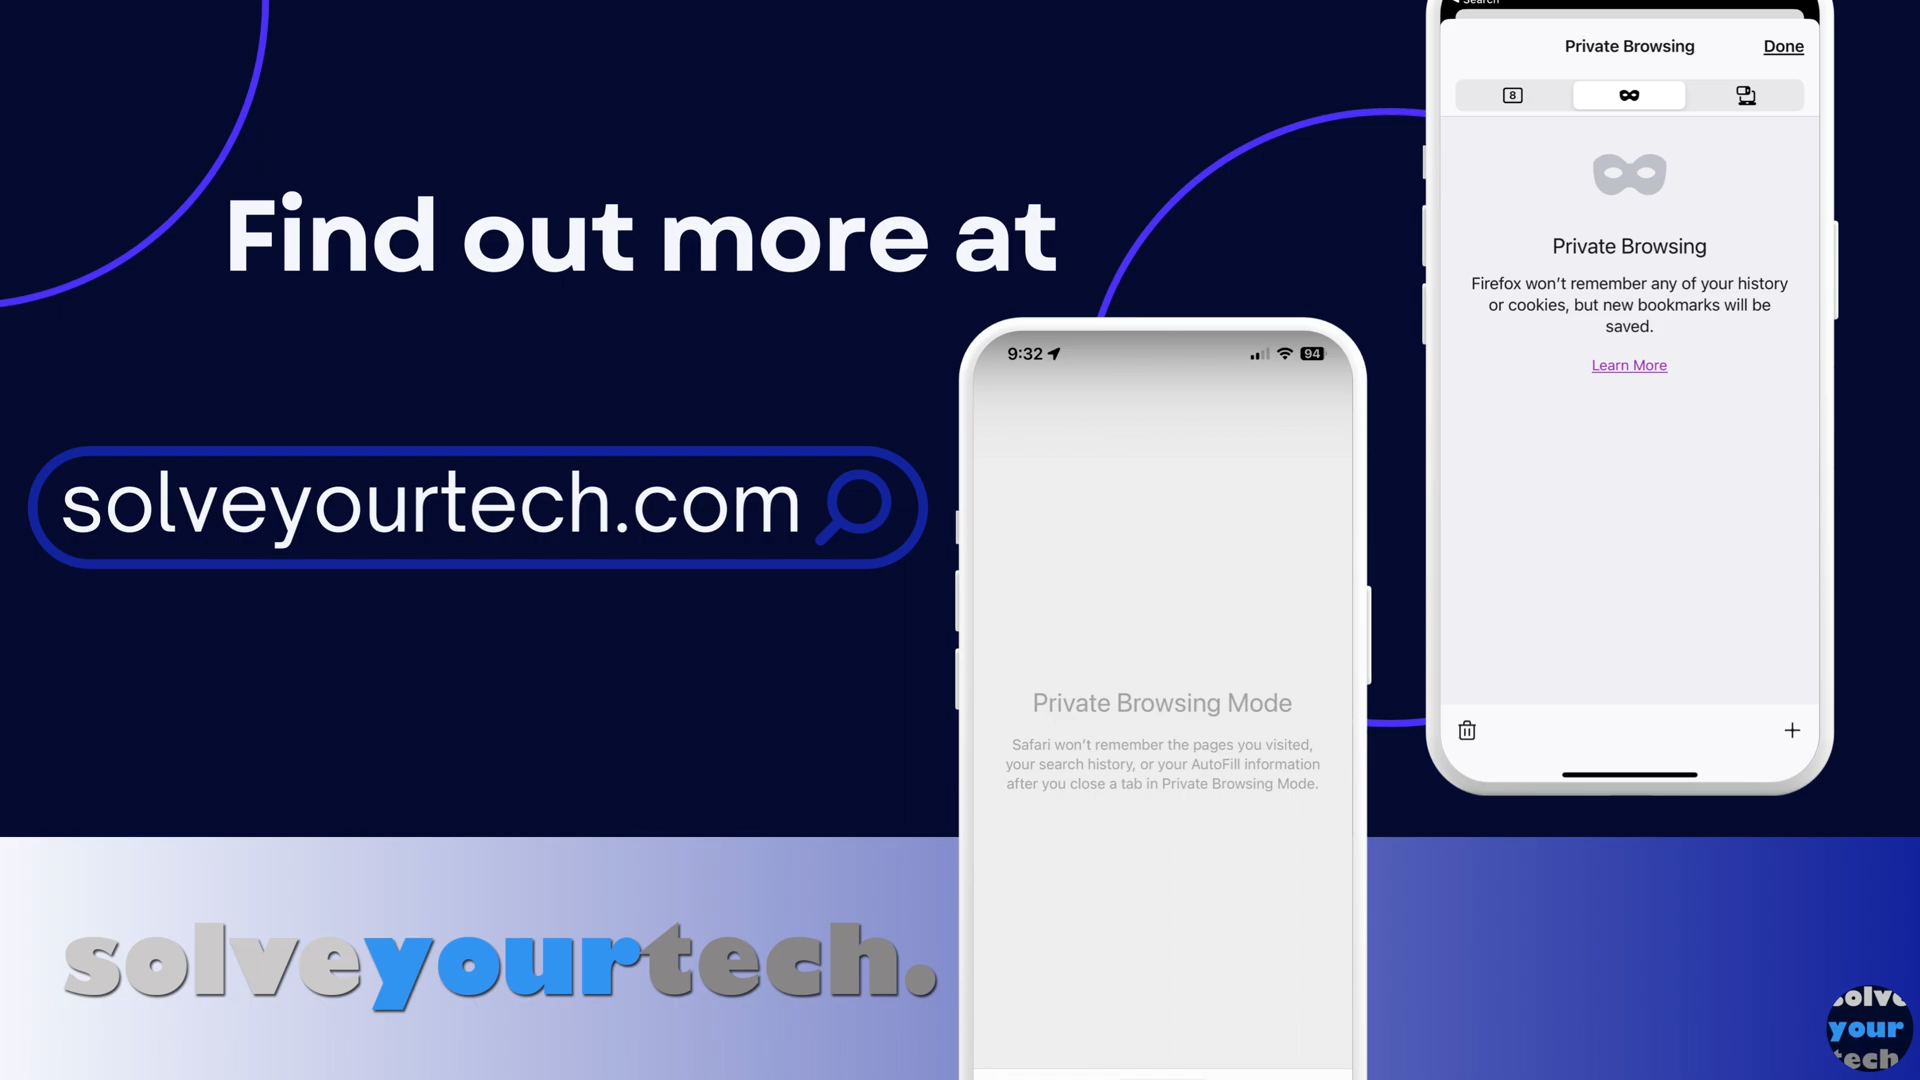 Find out more at
solveyourtech.com
solveyourtech.
9:32
94
Private Browsing Mode
Safari won't remember the pages you visited,
your search history, or your AutoFill information
after you close a tab in Private Browsing Mode.
Search
Private Browsing
Done
8
Private Browsing
Firefox won't remember any of your history
or cookies, but new bookmarks will be
saved.
Learn More
solve
your
tech